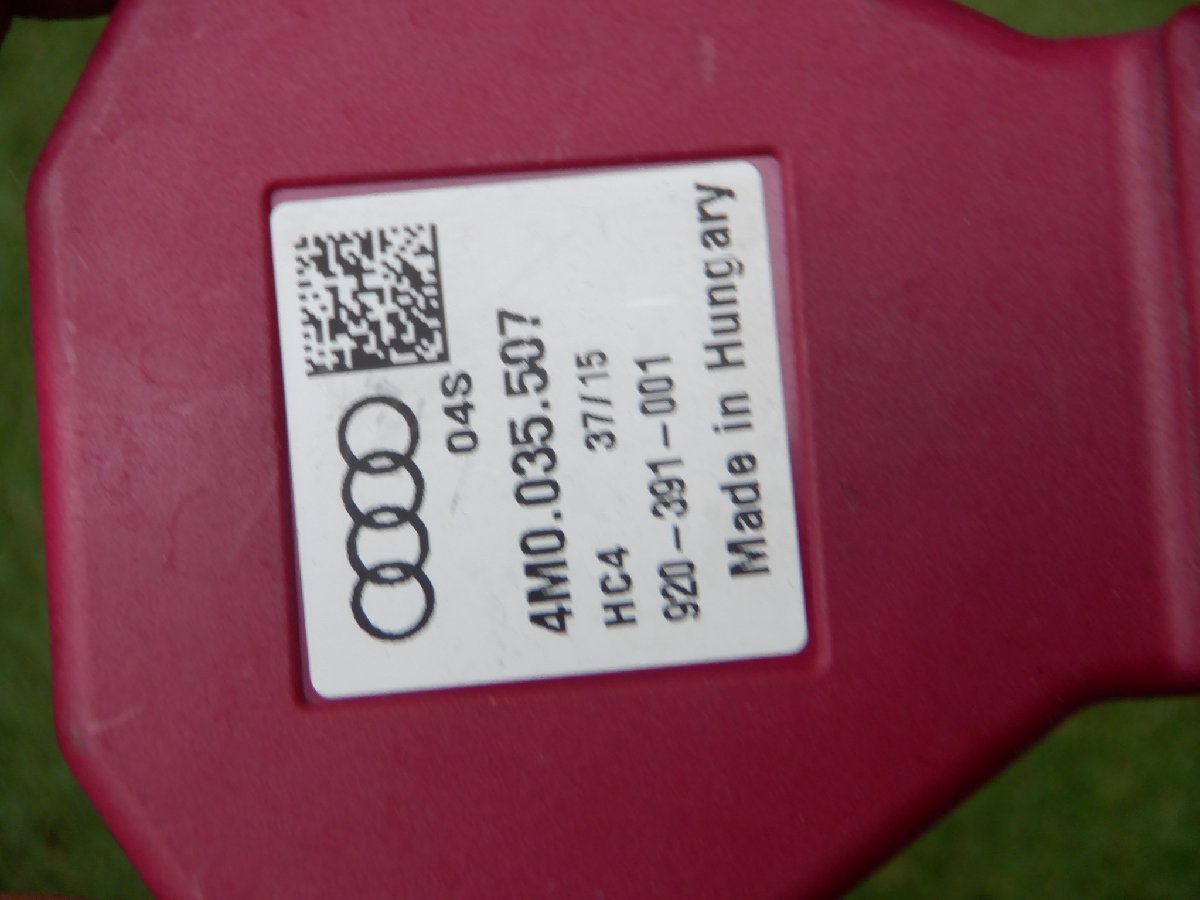 04S
4M0.035.507
HC4 37/15
920-391-001
Made in Hungary